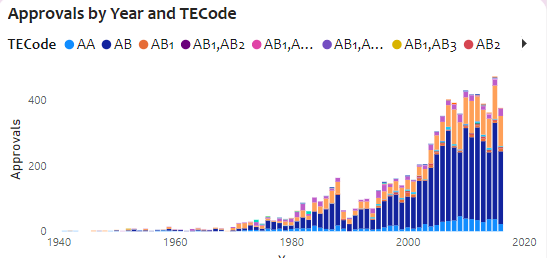 Approvals by Year and TECode
TECode AA AB AB1 AB1,AB2 AB1,A... AB1,A... AB1,AB3 AB2
Approvals
400
200
0
1940 1960 1980 2000 2020